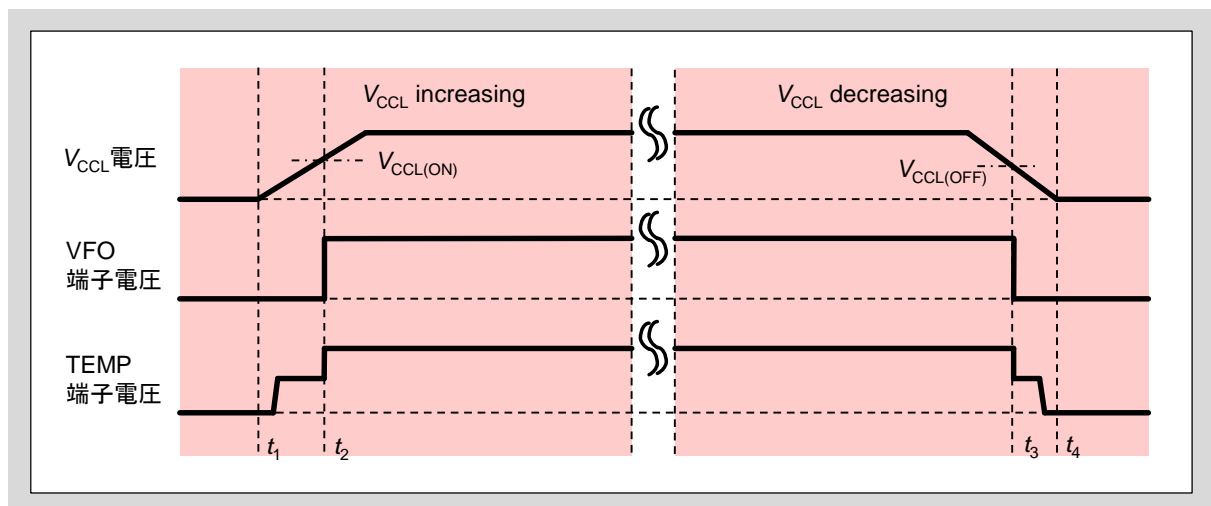 VCCL increasing
VCCL decreasing
VCCL電圧
VCCL(ON)
VCCL(OFF)
VFO
端子電圧
TEMP
端子電圧
t1
t2
t3
t4